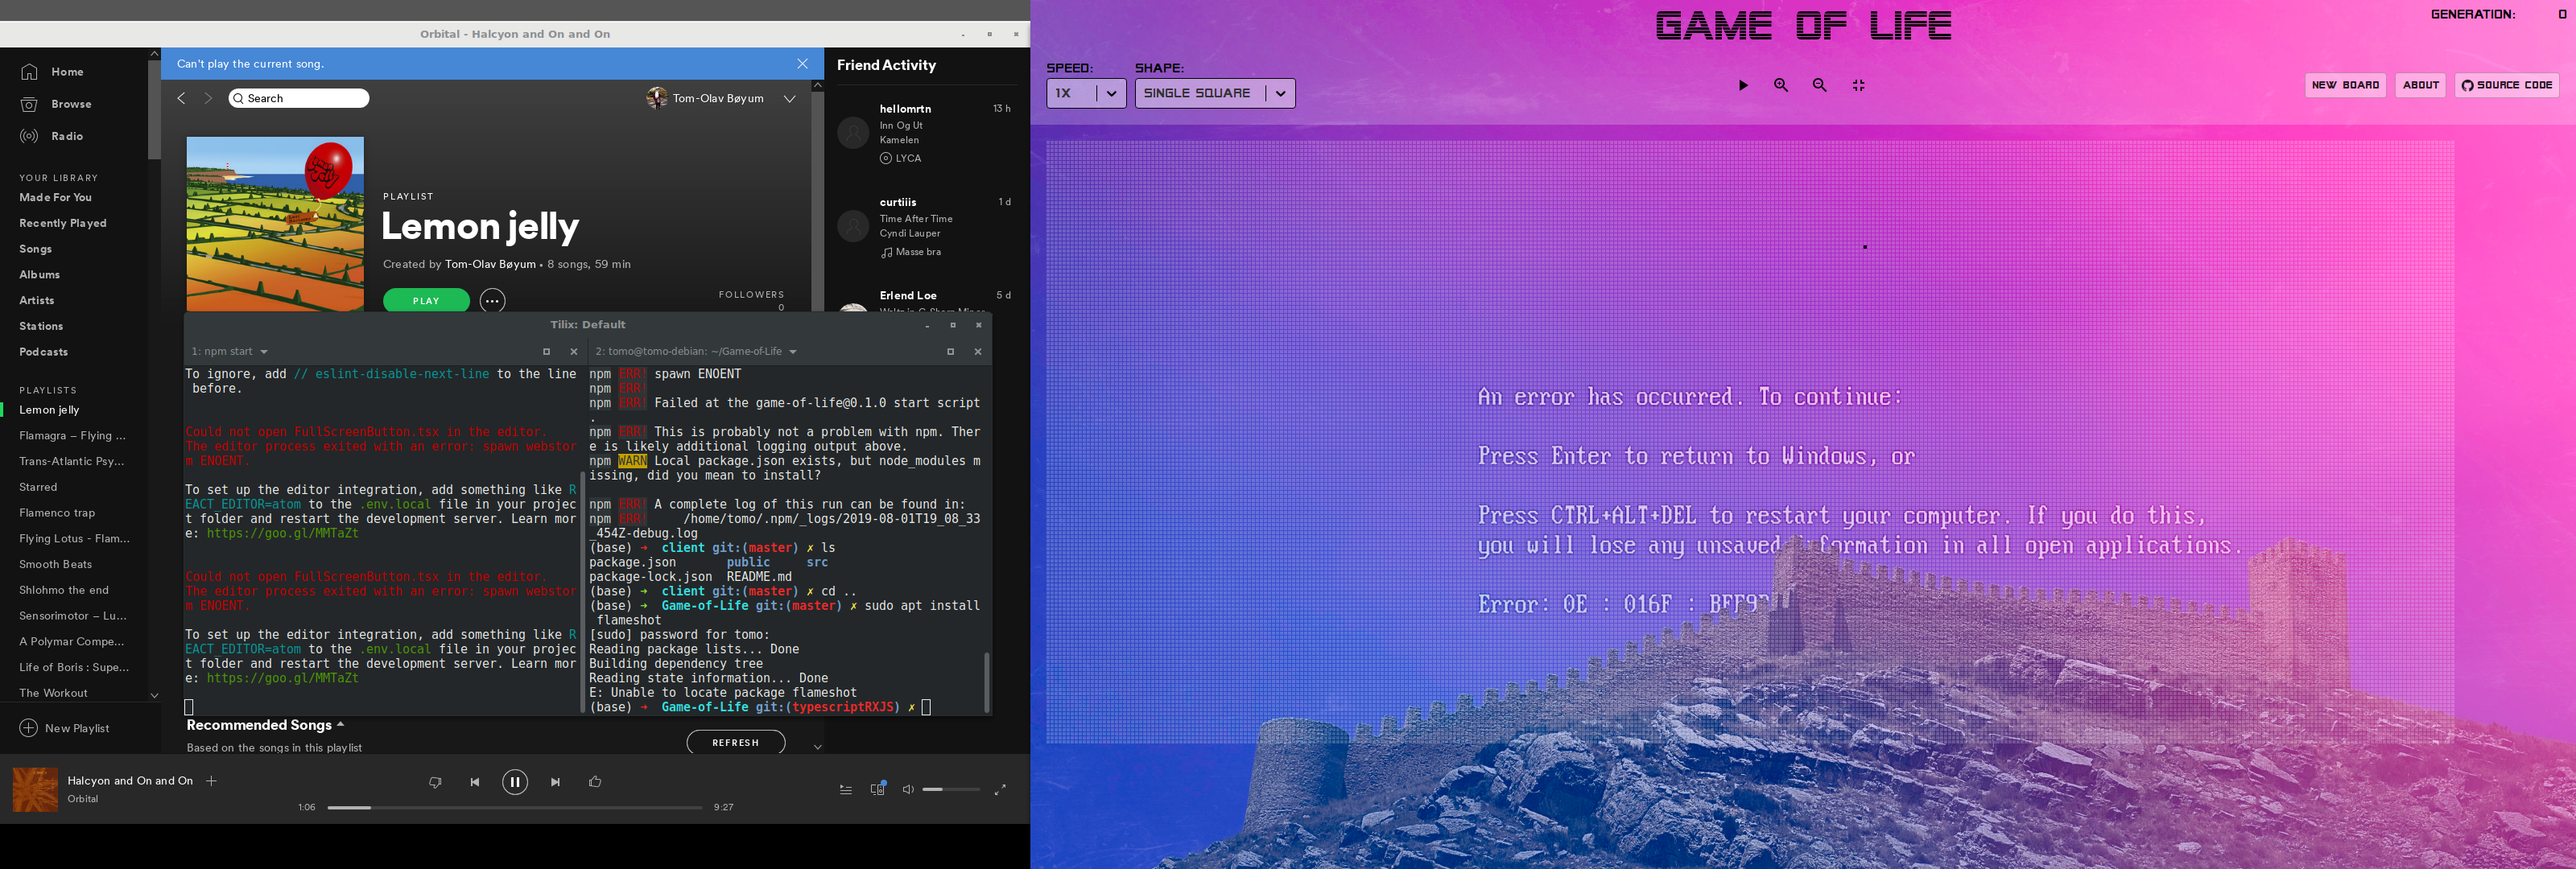 Orbital - Halcyon and On and On
Home
Browse
Radio
YOUR LIBRARY
Made For You
Recently Played
Songs
Albums
Artists
Stations
Podcasts
PLAYLISTS
Lemon jelly
Flamagra – Flying ...
Trans-Atlantic Psy...
Starred
Flamenco trap
Flying Lotus - Flam...
Smooth Beats
Shlohmo the end
Sensorimotor – Lu...
A Polymar Compe...
Life of Boris : Supe...
The Workout
New Playlist
Can't play the current song.
Search
Tom-Olav Bøyum
PLAYLIST
Lemon jelly
Created by Tom-Olav Bøyum • 8 songs, 59 min
PLAY
FOLLOWERS
0
Friend Activity
hellomrtn 13 h
Inn Og Ut
Kamelen
LYCA
curtiiis 1 d
Time After Time
Cyndi Lauper
Masse bra
Erlend Loe 5 d
Tilix: Default
1: npm start
To ignore, add // eslint-disable-next-line to the line
before.
Could not open FullScreenButton.tsx in the editor.
The editor process exited with an error: spawn webstor
m ENOENT.
To set up the editor integration, add something like R
EACT_EDITOR=atom to the .env.local file in your projec
t folder and restart the development server. Learn mor
e: https://goo.gl/MMTaZt
Could not open FullScreenButton.tsx in the editor.
The editor process exited with an error: spawn webstor
m ENOENT.
To set up the editor integration, add something like R
EACT_EDITOR=atom to the .env.local file in your projec
t folder and restart the development server. Learn mor
e: https://goo.gl/MMTaZt
2: tomo@tomo-debian: ~/Game-of-Life
npm ERR! spawn ENOENT
npm ERR!
npm ERR! Failed at the game-of-life@0.1.0 start script
.
npm ERR! This is probably not a problem with npm. Ther
e is likely additional logging output above.
npm WARN Local package.json exists, but node_modules m
issing, did you mean to install?
npm ERR! A complete log of this run can be found in:
npm ERR! /home/tomo/.npm/_logs/2019-08-01T19_08_33
_454Z-debug.log
(base) ➜ client git:(master) ✗ ls
package.json public src
package-lock.json README.md
(base) ➜ client git:(master) ✗ cd ..
(base) ➜ Game-of-Life git:(master) ✗ sudo apt install
flameshot
[sudo] password for tomo:
Reading package lists... Done
Building dependency tree
Reading state information... Done
E: Unable to locate package flameshot
(base) ➜ Game-of-Life git:(typescriptRXJS) ✗
Recommended Songs
Based on the songs in this playlist
REFRESH
Halcyon and On and On
Orbital
1:06
9:27
GAME OF LIFE
GENERATION: 0
SPEED:
1X
SHAPE:
SINGLE SQUARE
NEW BOARD
ABOUT
SOURCE CODE
An error has occurred. To continue:
Press Enter to return to Windows, or
Press CTRL+ALT+DEL to restart your computer. If you do this,
you will lose any unsaved information in all open applications.
Error: 0E : 016F :